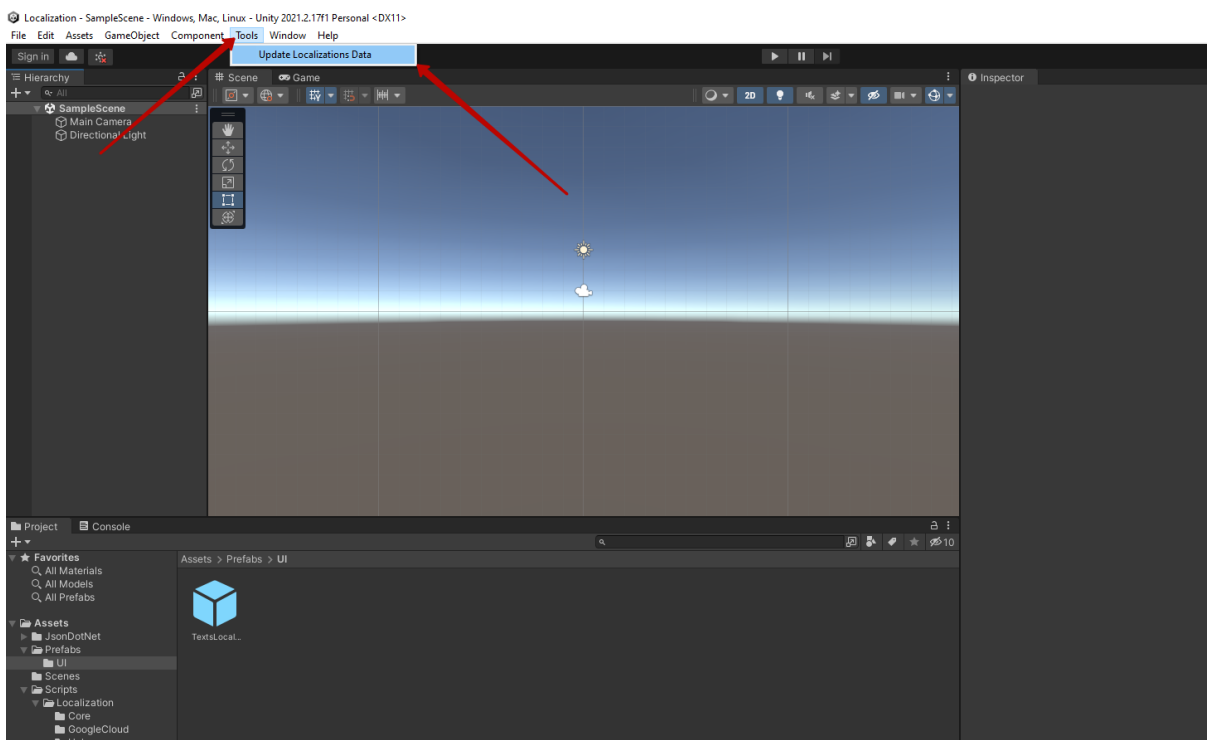 Localization - SampleScene - Windows, Mac, Linux - Unity 2021.2.17f1 Personal <DX11>
File Edit Assets GameObject Component Tools Window Help
Update Localizations Data
Sign in
Hierarchy
Scene
Game
Inspector
All
2D
SampleScene
Main Camera
Directional Light
Project
Console
10
Favorites
All Materials
All Models
All Prefabs
Assets > Prefabs > UI
TextsLocal...
Assets
JsonDotNet
Prefabs
UI
Scenes
Scripts
Localization
Core
GoogleCloud